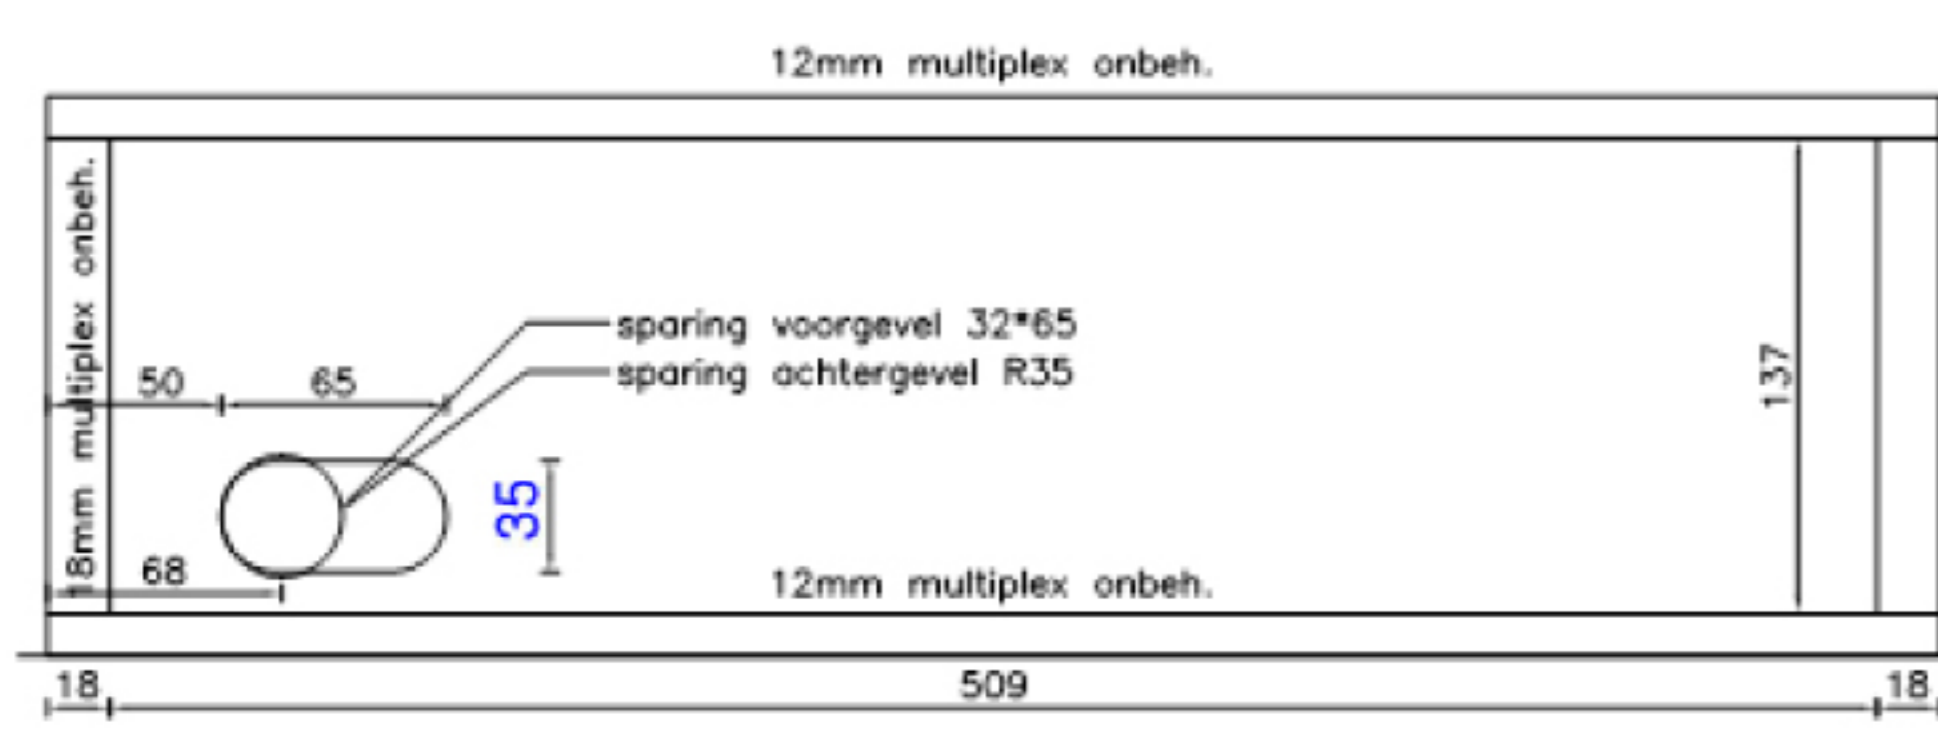 12mm multiplex onbeh.
18mm multiplex onbeh.
sparing voorgevel 32*65
sparing achtergevel R35
50
65
137
35
68
12mm multiplex onbeh.
18
509
18